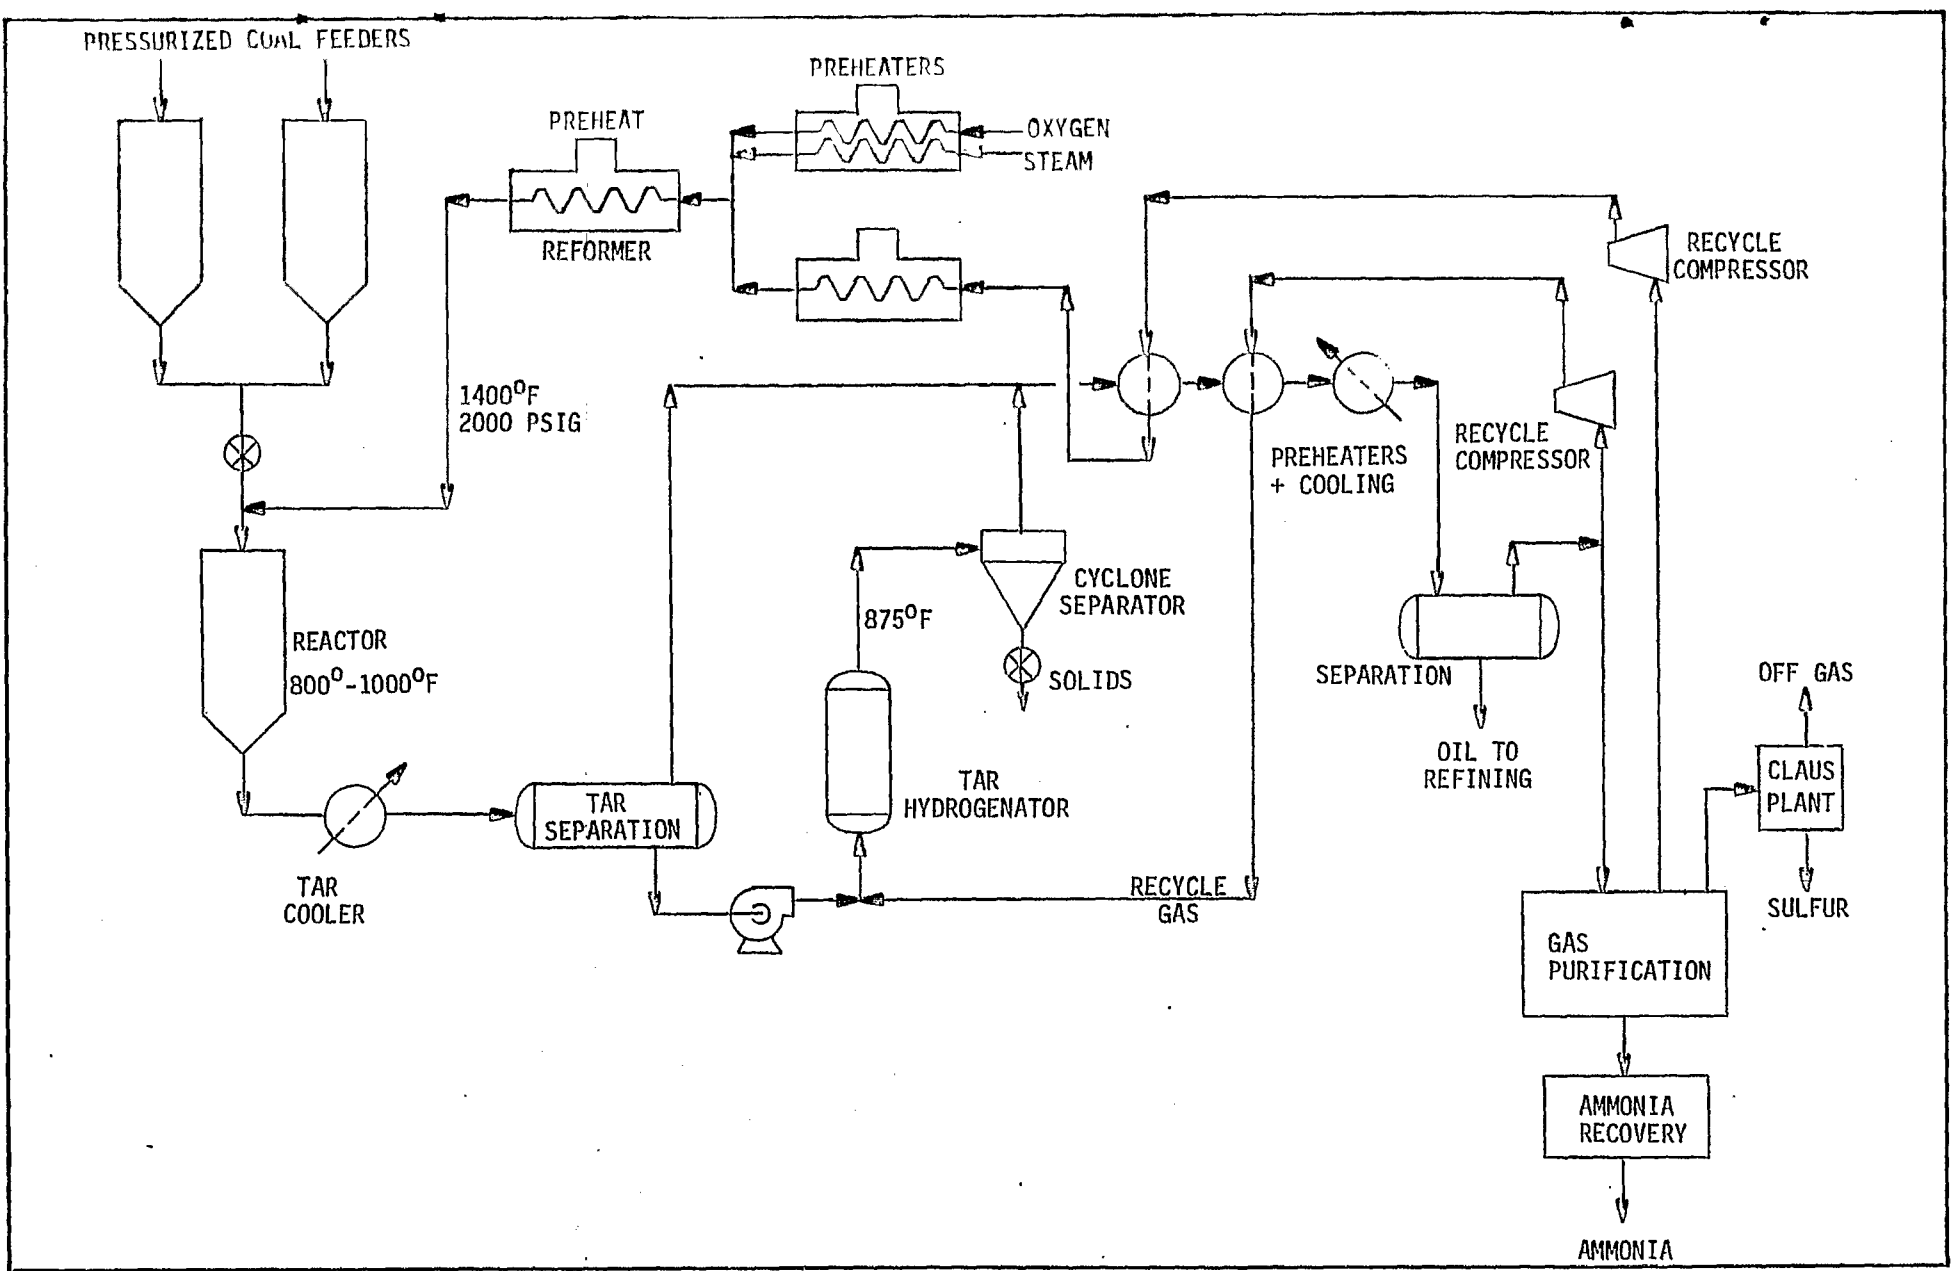 PRESSURIZED COAL FEEDERS
PREHEATERS
PREHEAT
OXYGEN
STEAM
REFORMER
RECYCLE
COMPRESSOR
1400°F
2000 PSIG
RECYCLE
COMPRESSOR
PREHEATERS
+ COOLING
CYCLONE
SEPARATOR
875°F
REACTOR
800°-1000°F
SOLIDS
SEPARATION
OFF GAS
OIL TO
REFINING
CLAUS
PLANT
TAR
HYDROGENATOR
TAR
SEPARATION
TAR
COOLER
RECYCLE
GAS
SULFUR
GAS
PURIFICATION
AMMONIA
RECOVERY
AMMONIA